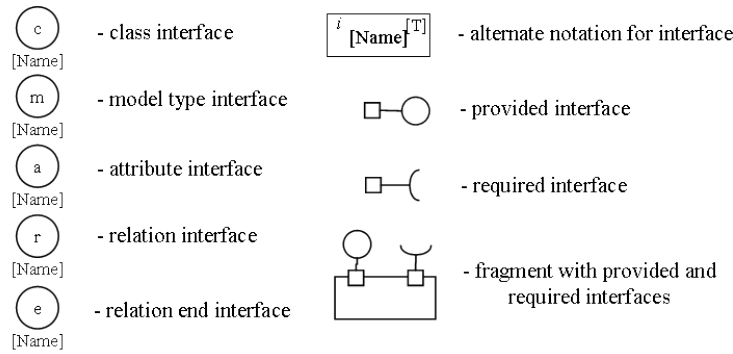 c - class interface
[Name]
m - model type interface
[Name]
a - attribute interface
[Name]
r - relation interface
[Name]
e - relation end interface
[Name]
i [Name] [T] - alternate notation for interface
- provided interface
- required interface
- fragment with provided and
required interfaces